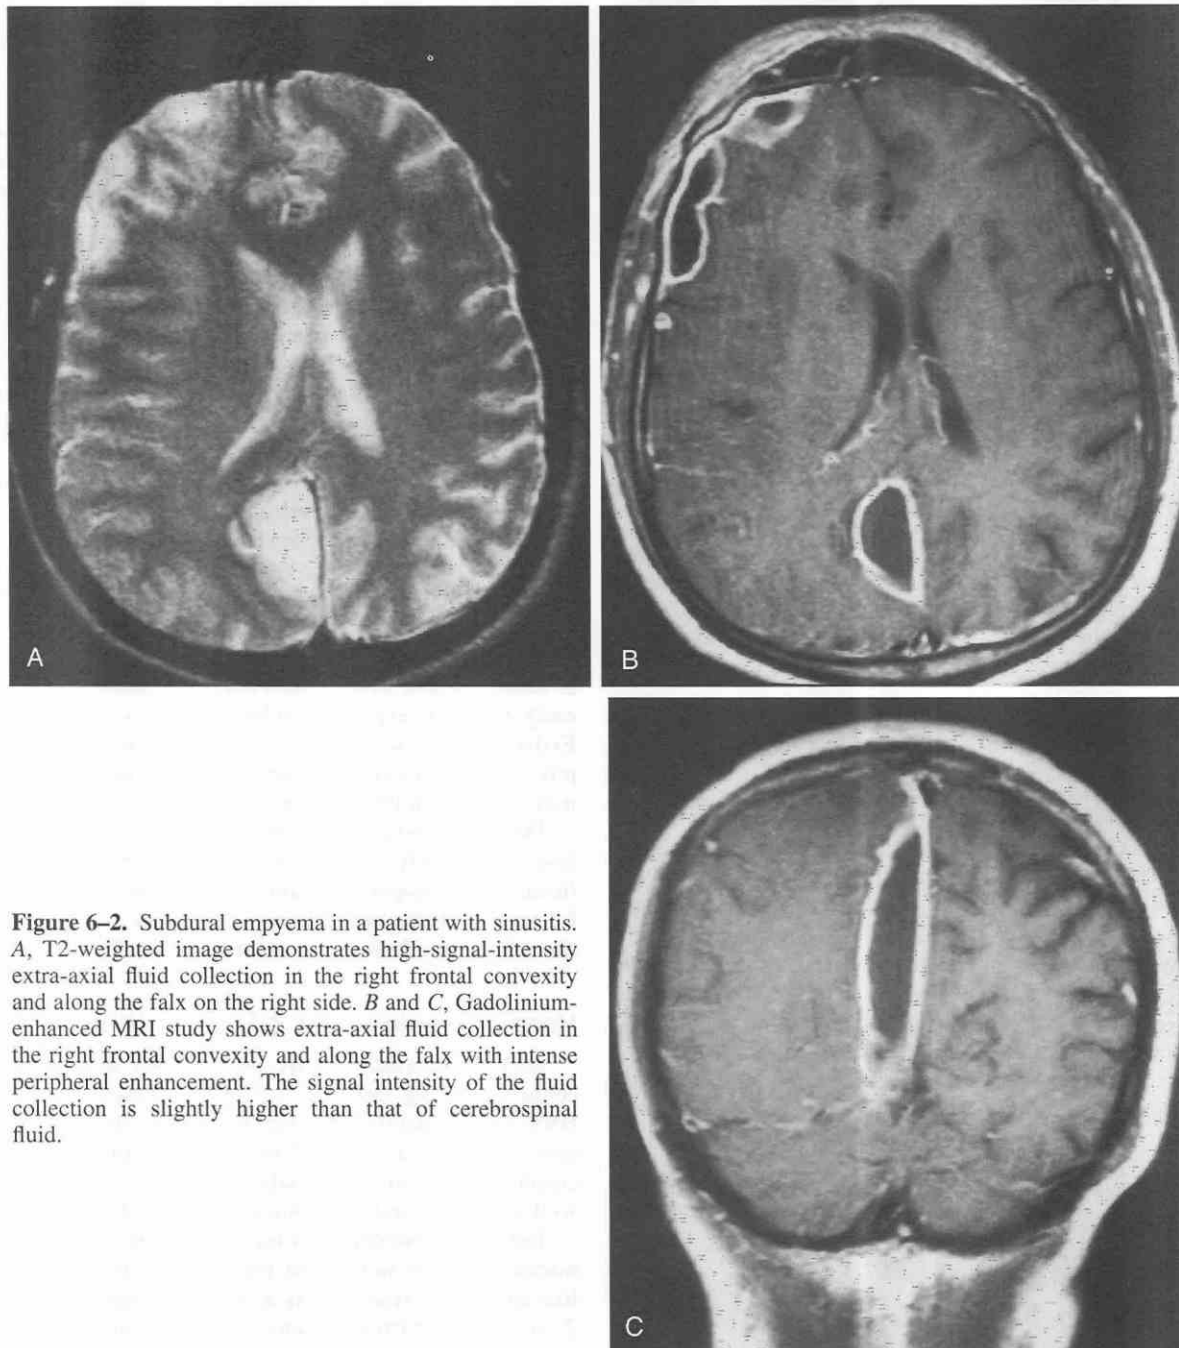 A
B
Figure 6–2. Subdural empyema in a patient with sinusitis.
A, T2-weighted image demonstrates high-signal-intensity
extra-axial fluid collection in the right frontal convexity
and along the falx on the right side. B and C, Gadolinium-
enhanced MRI study shows extra-axial fluid collection in
the right frontal convexity and along the falx with intense
peripheral enhancement. The signal intensity of the fluid
collection is slightly higher than that of cerebrospinal
fluid.
C